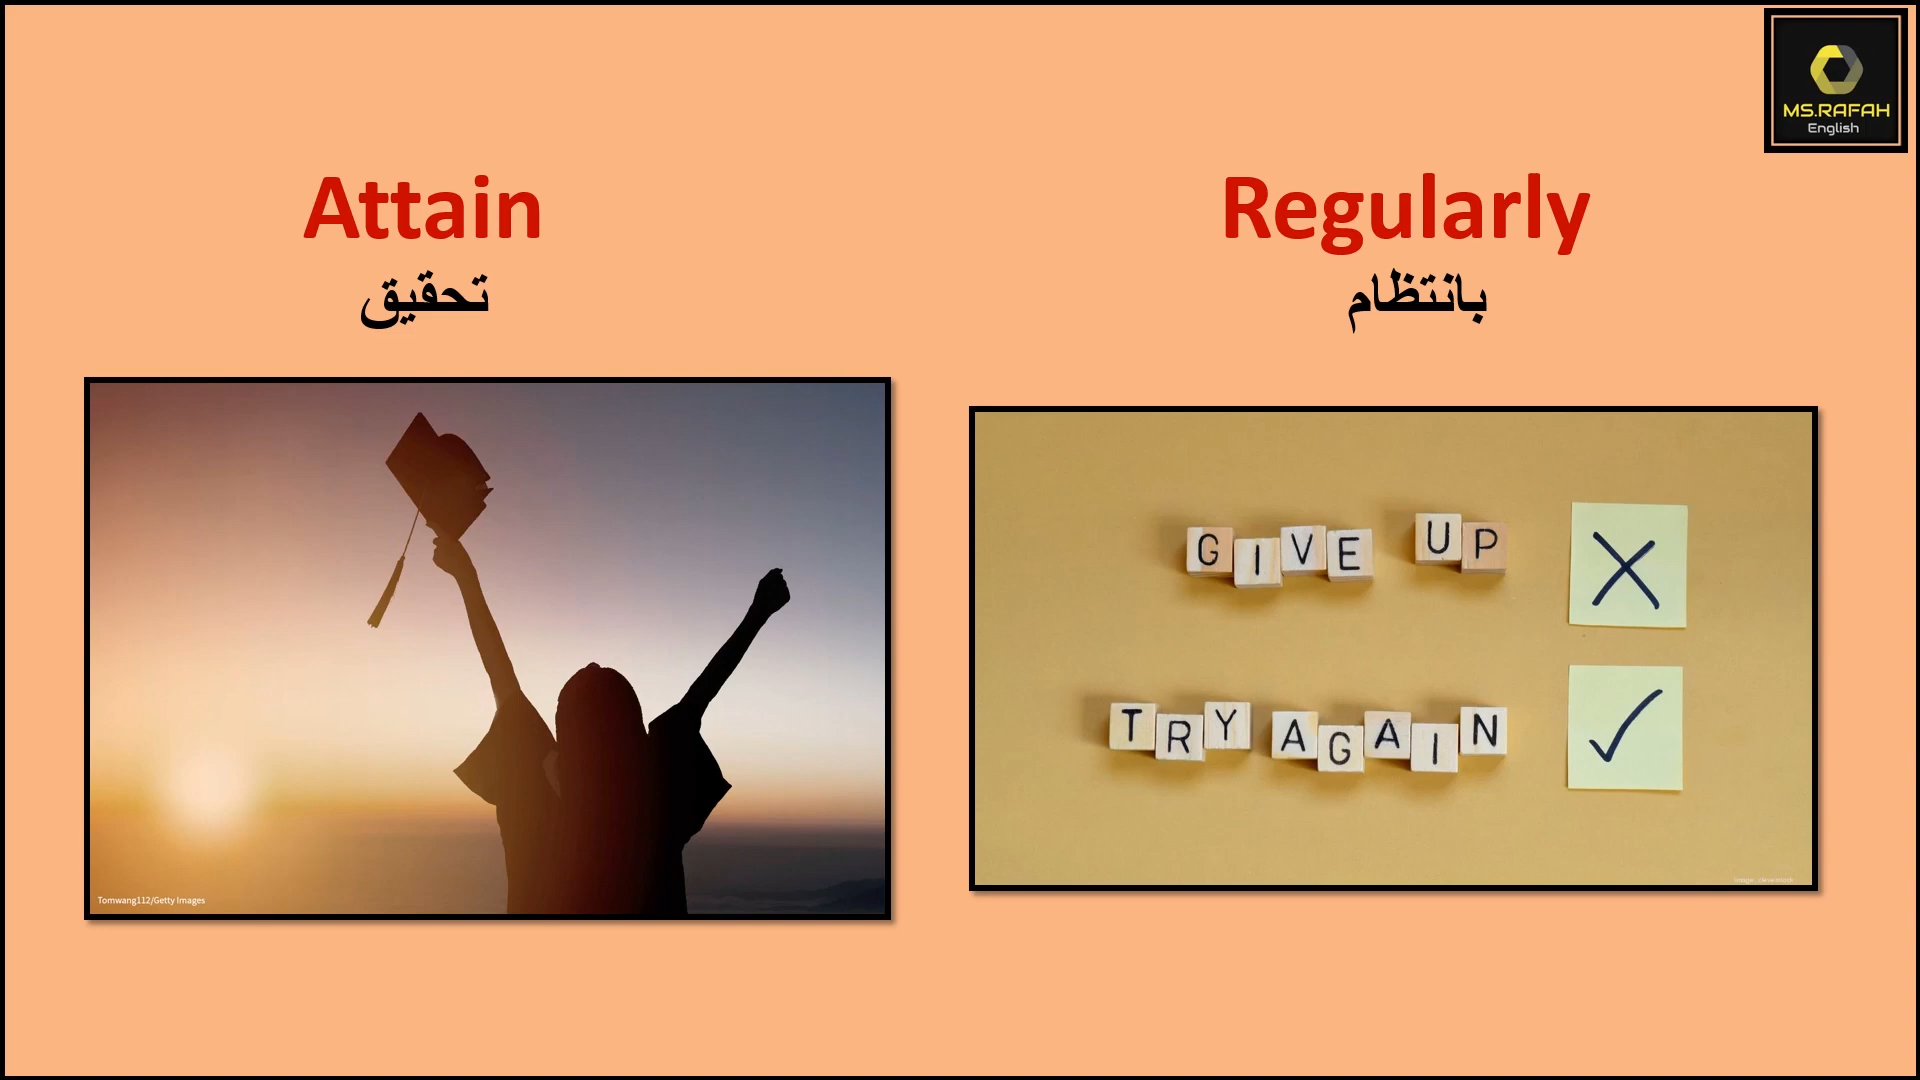 MS.RAFAH
English
Attain
تحقيق
Regularly
بانتظام
Tomwang112/Getty Images
GIVE UP
TRY AGAIN